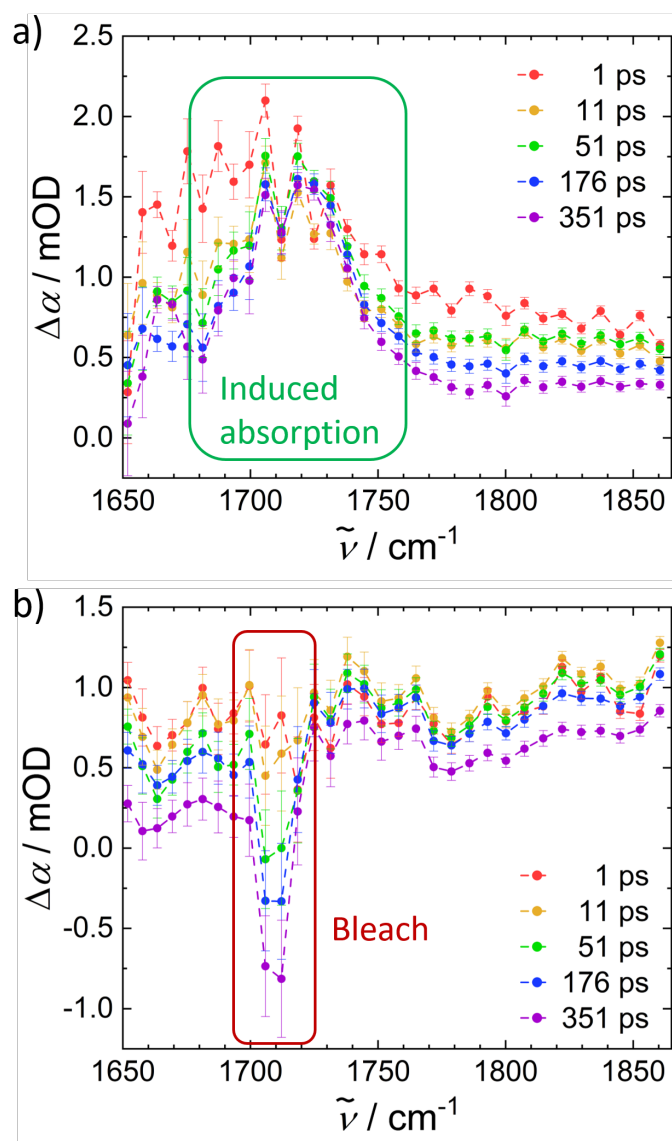 a)
2.5
2.0
1.5
1.0
0.5
0.0
Δα / mOD
1 ps
11 ps
51 ps
176 ps
351 ps
Induced
absorption
1650 1700 1750 1800 1850
ν̃ / cm⁻¹
b)
1.5
1.0
0.5
0.0
-0.5
-1.0
Δα / mOD
Bleach
1 ps
11 ps
51 ps
176 ps
351 ps
1650 1700 1750 1800 1850
ν̃ / cm⁻¹